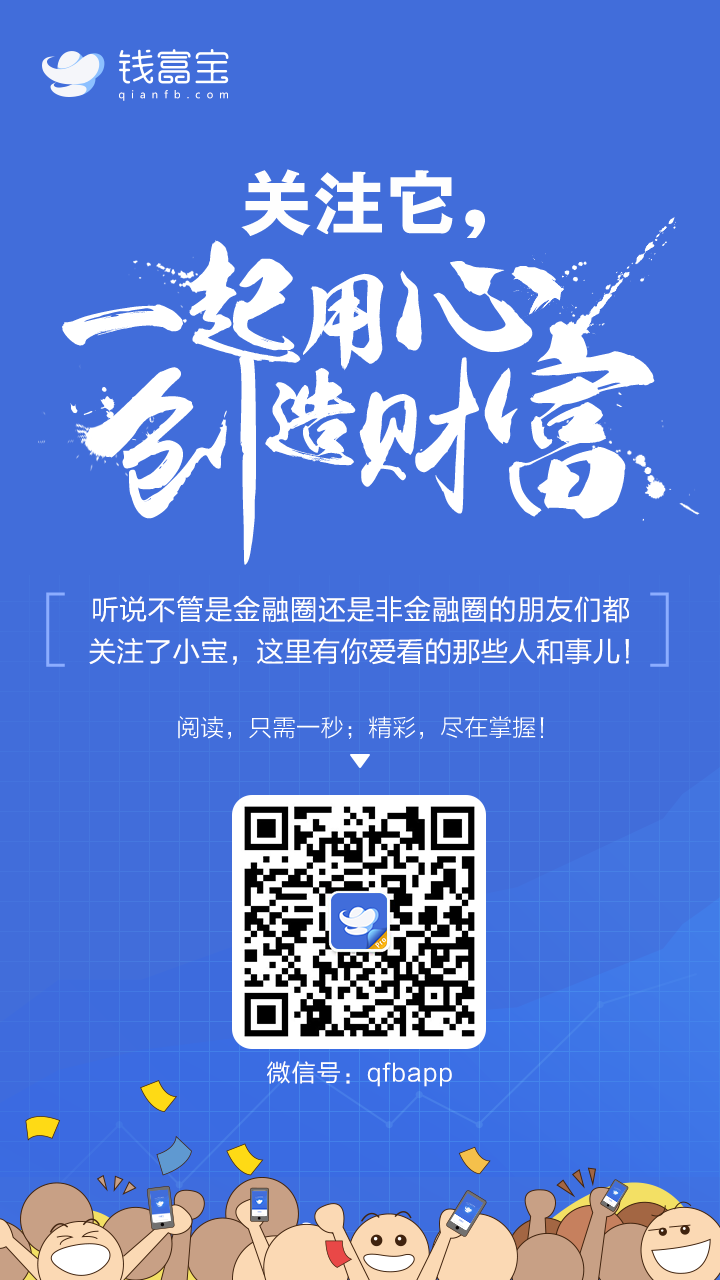 钱富宝
qianfb.com
关注它，
一起用心
创造财富
听说不管是金融圈还是非金融圈的朋友们都
关注了小宝，这里有你爱看的那些人和事儿！
阅读，只需一秒；精彩，尽在掌握！
微信号：qfbapp